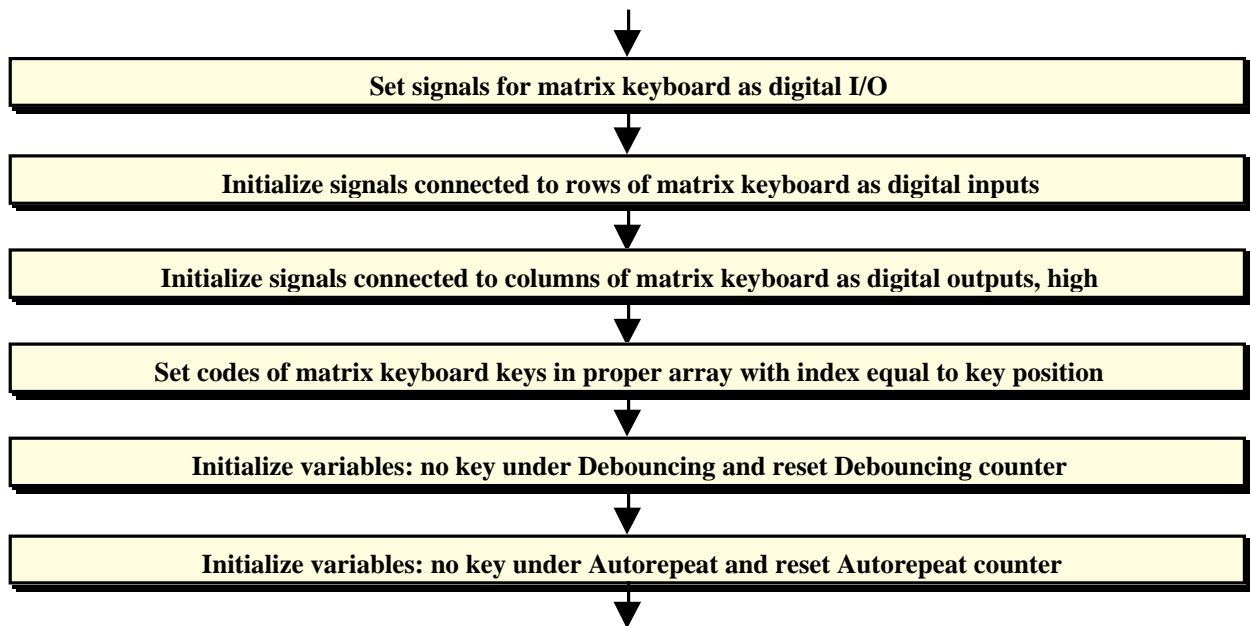 Set signals for matrix keyboard as digital I/O
Initialize signals connected to rows of matrix keyboard as digital inputs
Initialize signals connected to columns of matrix keyboard as digital outputs, high
Set codes of matrix keyboard keys in proper array with index equal to key position
Initialize variables: no key under Debouncing and reset Debouncing counter
Initialize variables: no key under Autorepeat and reset Autorepeat counter